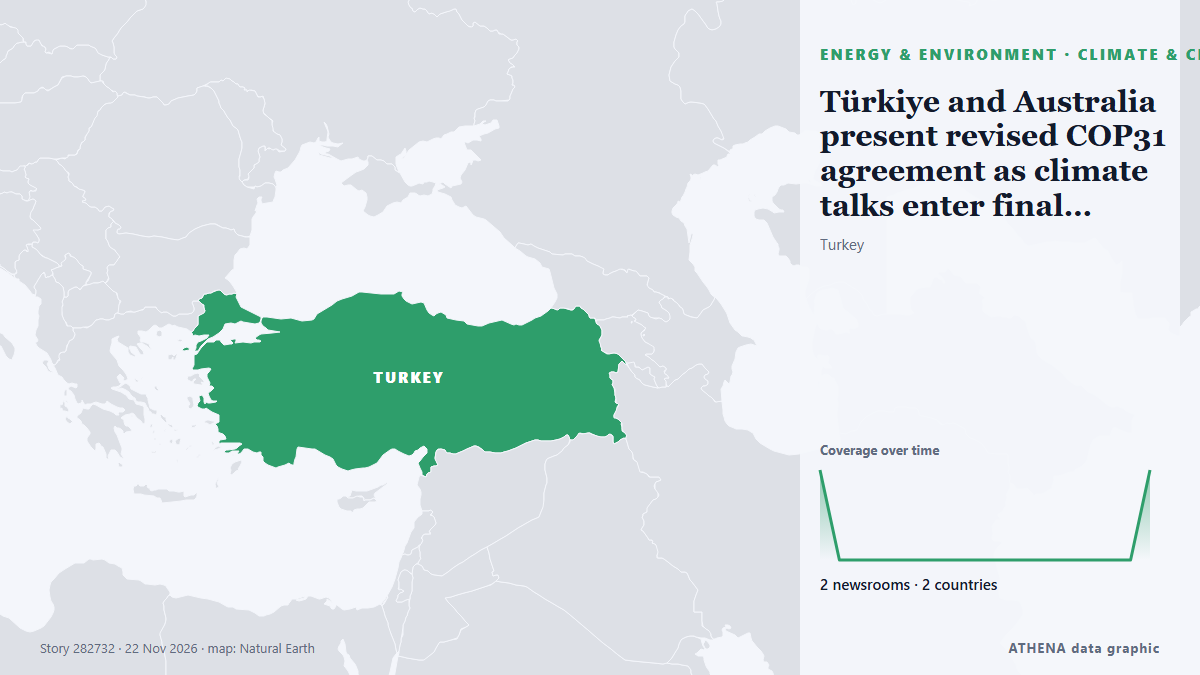 ENERGY & ENVIRONMENT · CLIMATE &
Türkiye and Australia
present revised COP31
agreement as climate
talks enter final...
Turkey
TURKEY
Coverage over time
2 newsrooms · 2 countries
Story 282732 · 22 Nov 2026 · map: Natural Earth
ATHENA data graphic